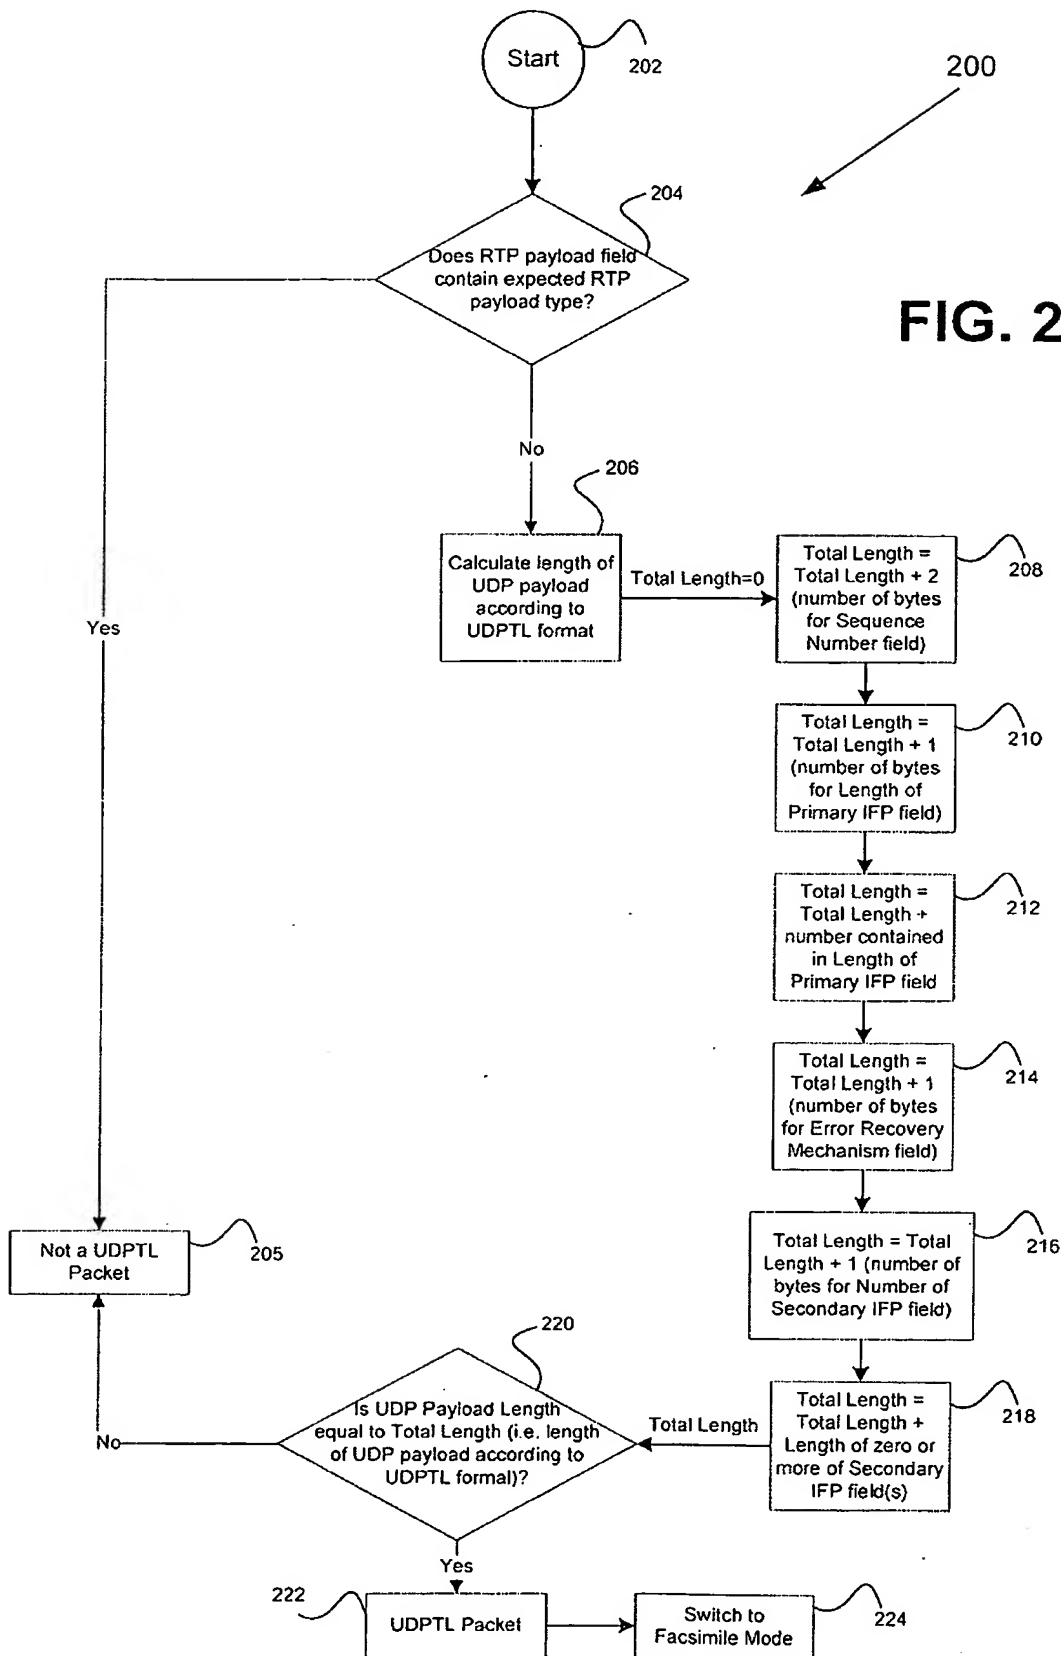 Start
202
200
204
Does RTP payload field
contain expected RTP
payload type?
FIG. 2
No
206
Calculate length of
UDP payload
according to
UDPTL format
Total Length=0
Total Length =
Total Length + 2
(number of bytes
for Sequence
Number field)
208
Yes
Total Length =
Total Length + 1
(number of bytes
for Length of
Primary IFP field)
210
Total Length =
Total Length +
number contained
in Length of
Primary IFP field
212
Total Length =
Total Length + 1
(number of bytes
for Error Recovery
Mechanism field)
214
Not a UDPTL
Packet
205
Total Length = Total
Length + 1 (number of
bytes for Number of
Secondary IFP field)
216
220
Is UDP Payload Length
equal to Total Length (i.e. length
of UDP payload according to
UDPTL formal)?
No
Total Length
Total Length =
Total Length +
Length of zero or
more of Secondary
IFP field(s)
218
Yes
222
UDPTL Packet
Switch to
Facsimile Mode
224